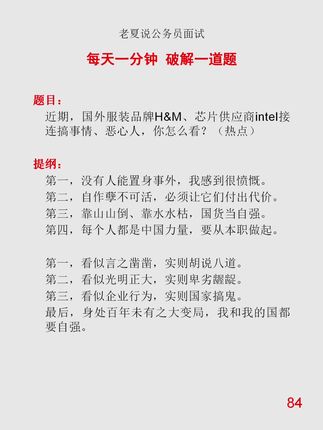 老夏说公务员面试
每天一分钟 破解一道题
题目：
近期，国外服装品牌H&M、芯片供应商intel接
连搞事情、恶心人，你怎么看？（热点）
提纲：
第一，没有人能置身事外，我感到很愤慨。
第二，自作孽不可活，必须让它们付出代价。
第三，靠山山倒、靠水水枯，国货当自强。
第四，每个人都是中国力量，要从本职做起。
第一，看似言之凿凿，实则胡说八道。
第二，看似光明正大，实则卑劣龌龊。
第三，看似企业行为，实则国家搞鬼。
最后，身处百年未有之大变局，我和我的国都
要自强。
84